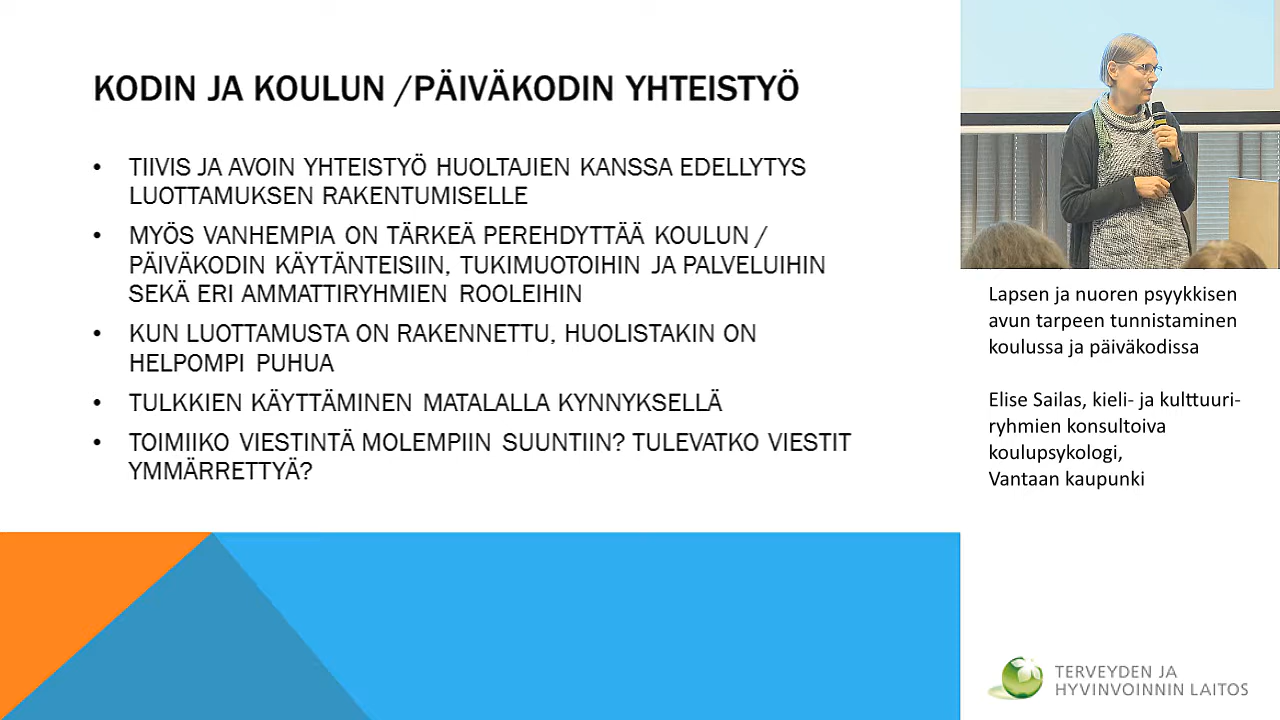 KODIN JA KOULUN /PÄIVÄKODIN YHTEISTYÖ
• TIIVIS JA AVOIN YHTEISTYÖ HUOLTAJIEN KANSSA EDELLYTYS
LUOTTAMUKSEN RAKENTUMISELLE
• MYÖS VANHEMPIA ON TÄRKEÄ PEREHDYTTÄÄ KOULUN /
PÄIVÄKODIN KÄYTÄNTEISIIN, TUKIMUOTOIHIN JA PALVELUIHIN
SEKÄ ERI AMMATTIRYHMIEN ROOLEIHIN
• KUN LUOTTAMUSTA ON RAKENNETTU, HUOLISTAKIN ON
HELPOMPI PUHUA
• TULKKIEN KÄYTTÄMINEN MATALALLA KYNNYKSELLÄ
• TOIMIIKO VIESTINTÄ MOLEMPIIN SUUNTIIN? TULEVATKO VIESTIT
YMMÄRRETTYÄ?
Lapsen ja nuoren psyykkisen
avun tarpeen tunnistaminen
koulussa ja päiväkodissa
Elise Sailas, kieli- ja kulttuuri-
ryhmien konsultoiva
koulupsykologi,
Vantaan kaupunki
TERVEYDEN JA
HYVINVOINNIN LAITOS